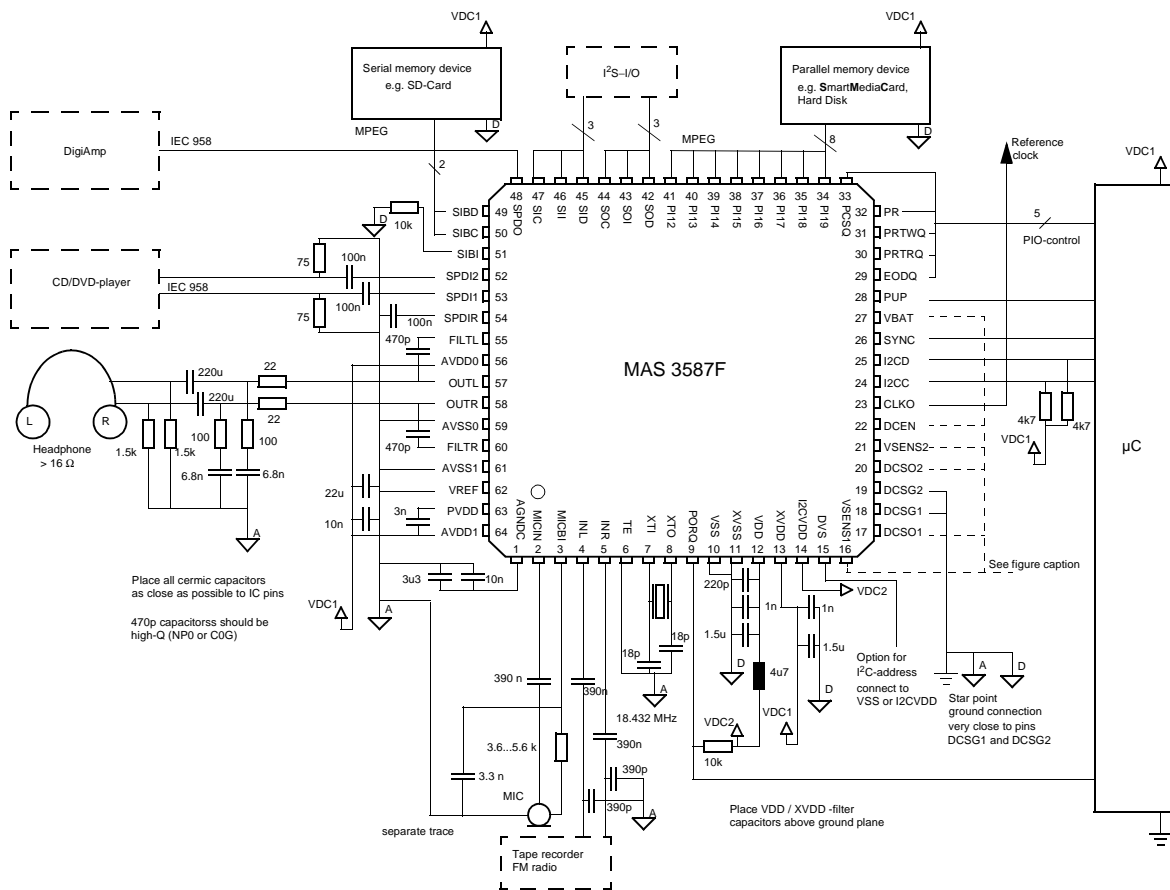 VDC1
VDC1
Serial memory device
e.g. SD-Card
I²S–I/O
Parallel memory device
e.g. SmartMediaCard,
Hard Disk
D
D
DigiAmp
IEC 958
MPEG
2
3
3
MPEG
8
Reference
clock
VDC1
48 47 46 45 44 43 42 41 40 39 38 37 36 35 34 33
SPDO SIC SII SID SOC SOI SOD PI12 PI13 PI14 PI15 PI16 PI17 PI18 PI19 PCSQ
D
10k
SIBD 49
SIBC 50
SIBI 51
SPDI2 52
SPDI1 53
SPDIR 54
FILTL 55
AVDD0 56
OUTL 57
OUTR 58
AVSS0 59
FILTR 60
AVSS1 61
VREF 62
PVDD 63
AVDD1 64
MAS 3587F
32 PR
31 PRTWQ
30 PRTRQ
29 EODQ
28 PUP
27 VBAT
26 SYNC
25 I2CD
24 I2CC
23 CLKO
22 DCEN
21 VSENS2
20 DCSO2
19 DCSG2
18 DCSG1
17 DCSO1
5
PIO-control
75
100n
CD/DVD-player
IEC 958
100n
75
100n
470p
220u
22
220u
22
L
R
Headphone
> 16 Ω
1.5k
1.5k
100
100
6.8n
6.8n
470p
A
22u
10n
3n
4k7
4k7
VDC1
µC
AGNDC MICIN MICBI INL INR TE XTI XTO PORQ VSS XVSS VDD XVDD I2CVDD DVS VSENS1
1 2 3 4 5 6 7 8 9 10 11 12 13 14 15 16
See figure caption
Place all cermic capacitors
as close as possible to IC pins
470p capacitorss should be
high-Q (NP0 or C0G)
VDC1
3u3
10n
A
220p
1n
1.5u
D
VDC2
1n
1.5u
D
18p
18p
A
18.432 MHz
4u7
VDC2
VDC1
10k
Option for
I²C-address
connect to
VSS or I2CVDD
A
D
Star point
ground connection
very close to pins
DCSG1 and DCSG2
390 n
390n
3.6...5.6 k
390n
3.3 n
390p
MIC
390p
A
separate trace
Tape recorder
FM radio
Place VDD / XVDD -filter
capacitors above ground plane